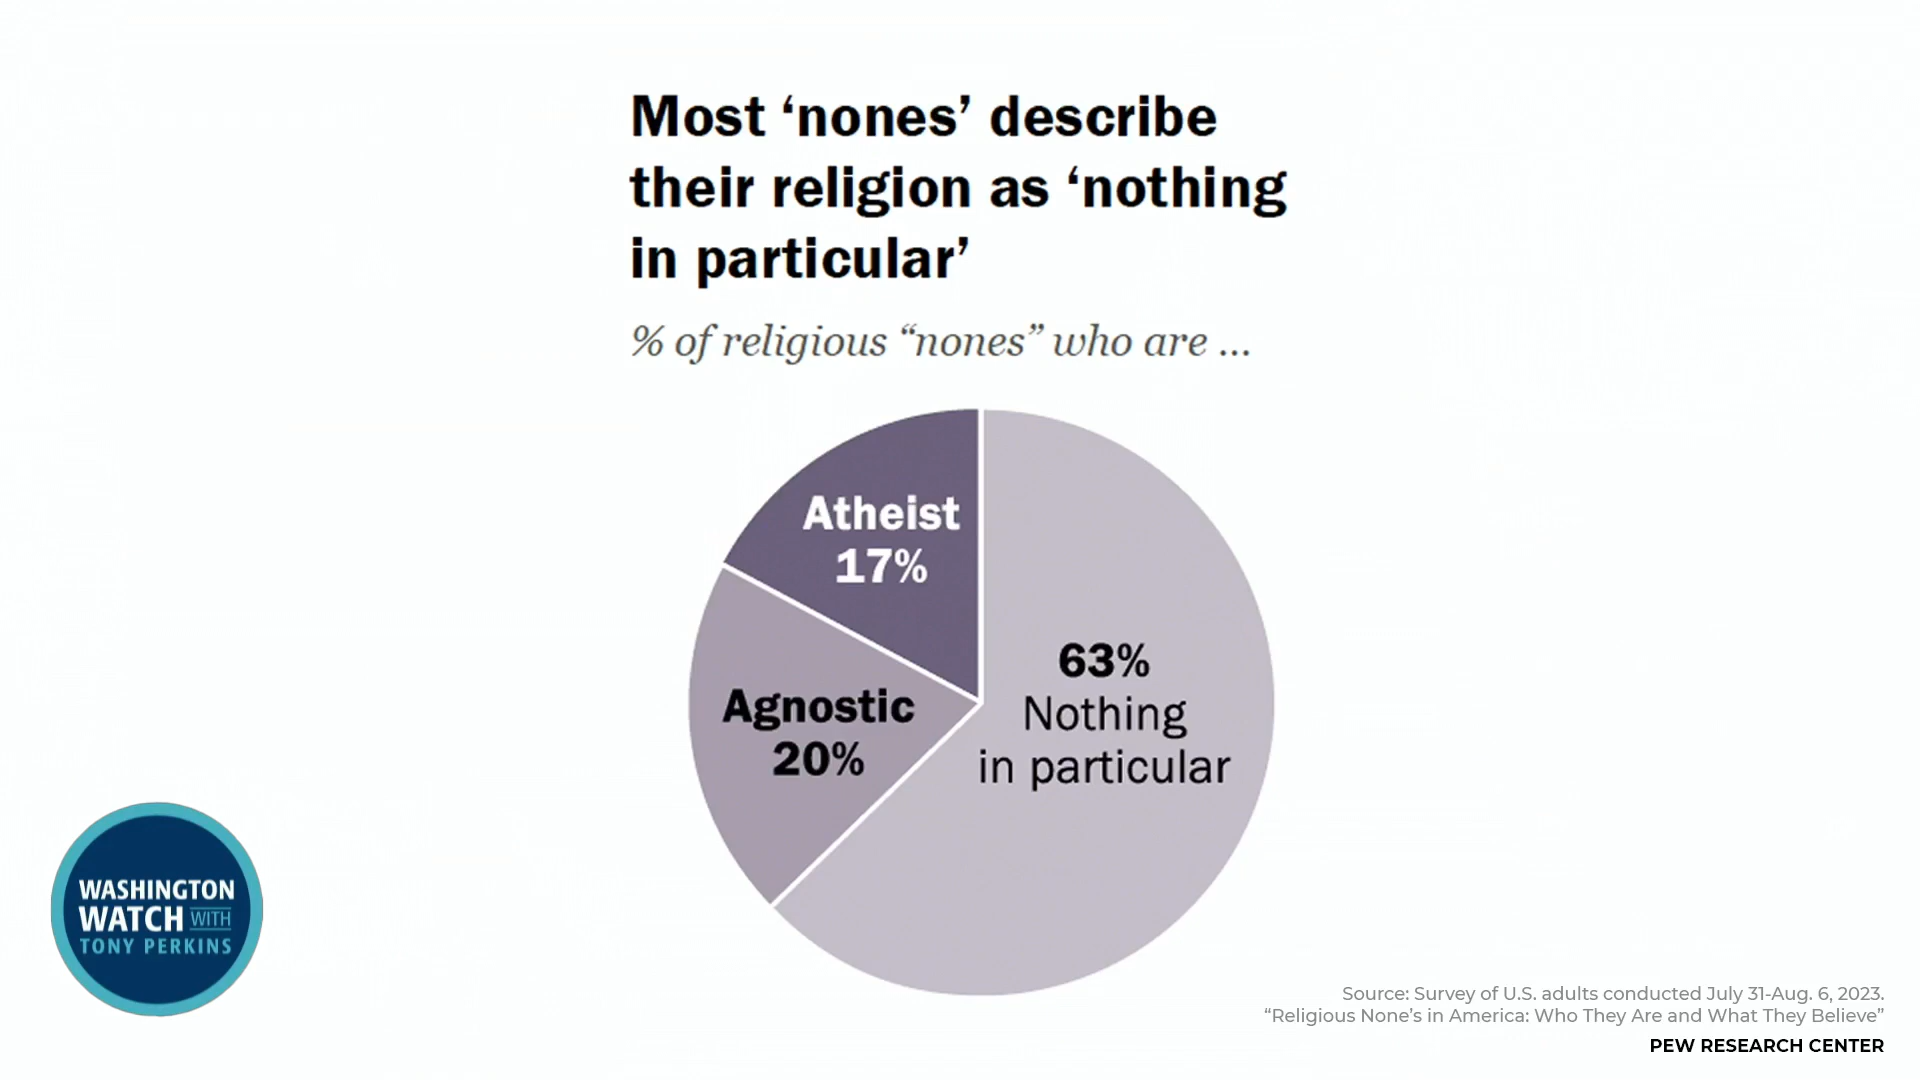 Most ‘nones’ describe
their religion as ‘nothing
in particular’
% of religious “nones” who are ...
Atheist
17%
63%
Nothing
in particular
Agnostic
20%
WASHINGTON
WATCH WITH
TONY PERKINS
Source: Survey of U.S. adults conducted July 31-Aug. 6, 2023.
“Religious None’s in America: Who They Are and What They Believe”
PEW RESEARCH CENTER